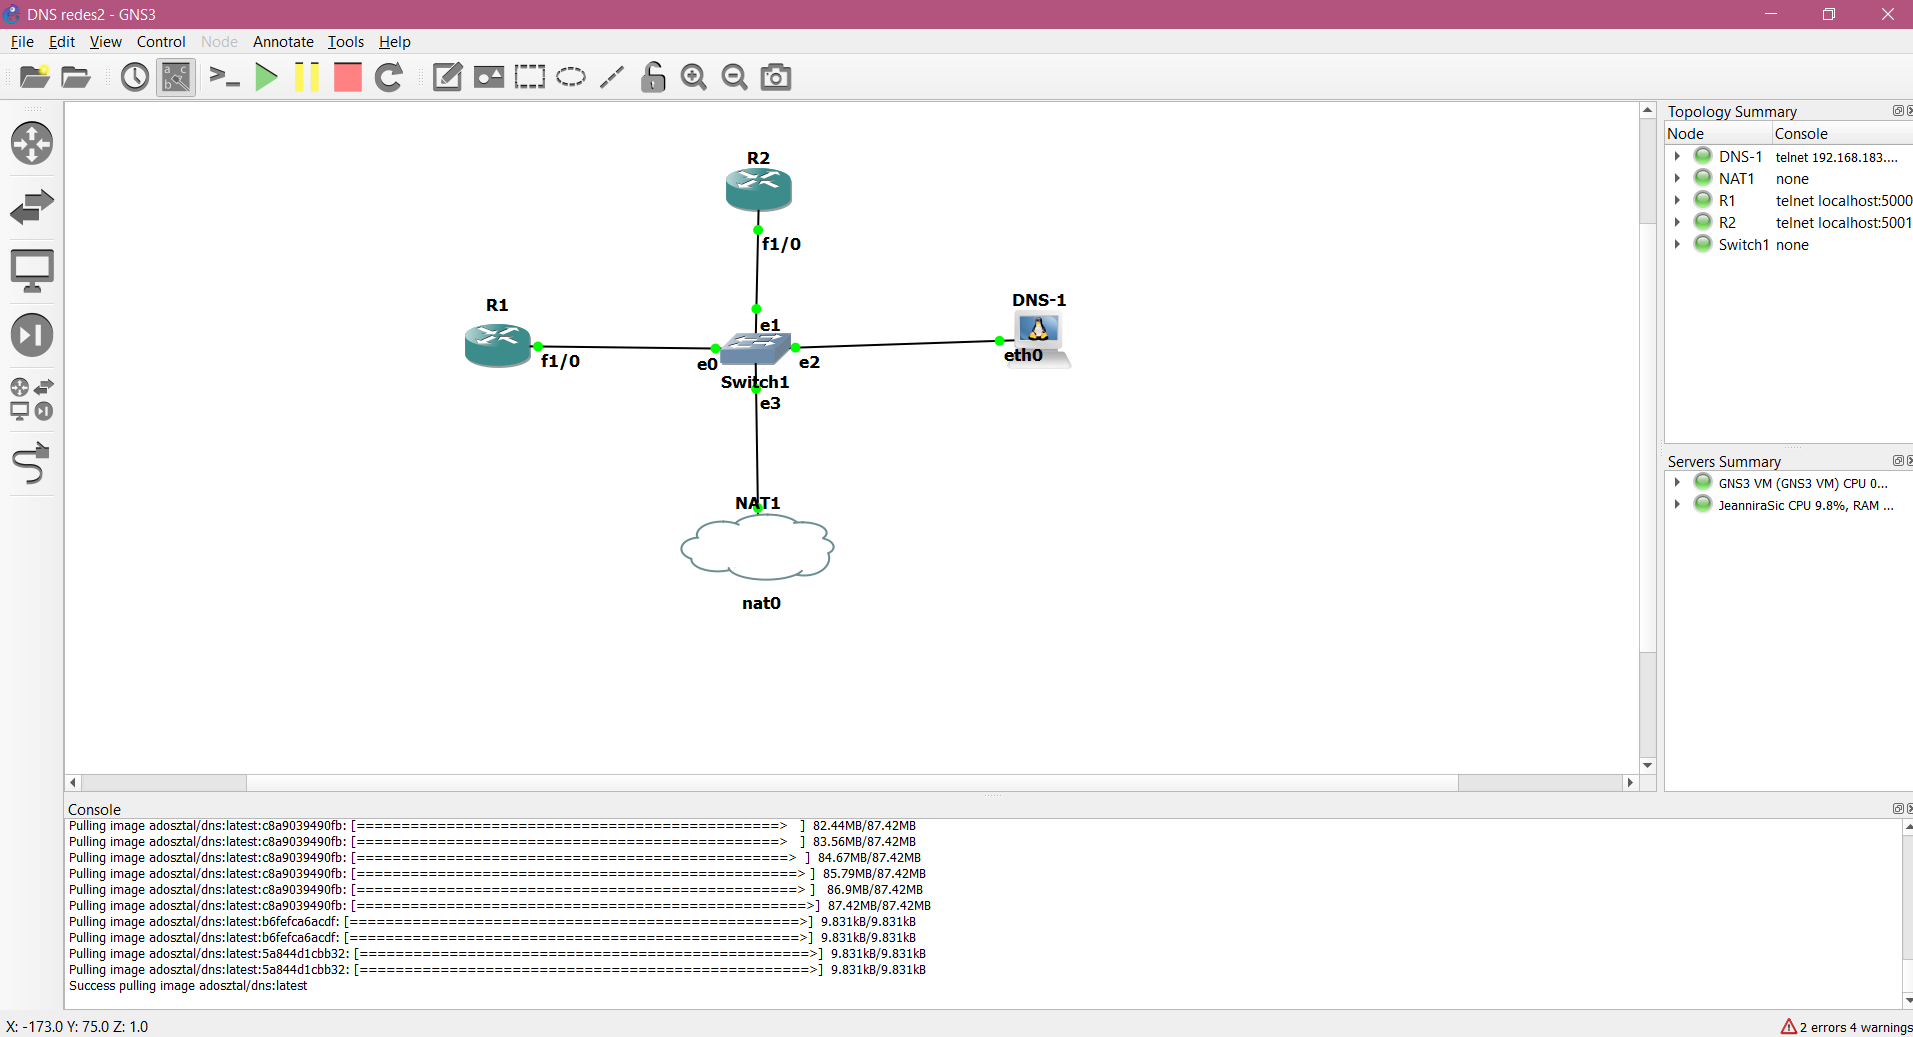 DNS redes2 - GNS3
File Edit View Control Node Annotate Tools Help
Topology Summary
Node Console
DNS-1 telnet 192.168.183....
NAT1 none
R1 telnet localhost:5000
R2 telnet localhost:5001
Switch1 none
R2
f1/0
R1
f1/0
e1
e0
e2
Switch1
e3
DNS-1
eth0
NAT1
nat0
Servers Summary
GNS3 VM (GNS3 VM) CPU 0...
JeanniraSic CPU 9.8%, RAM ...
Console
Pulling image adosztal/dns:latest:c8a9039490fb: [===============================================> ] 82.44MB/87.42MB
Pulling image adosztal/dns:latest:c8a9039490fb: [===============================================> ] 83.56MB/87.42MB
Pulling image adosztal/dns:latest:c8a9039490fb: [================================================> ] 84.67MB/87.42MB
Pulling image adosztal/dns:latest:c8a9039490fb: [=================================================> ] 85.79MB/87.42MB
Pulling image adosztal/dns:latest:c8a9039490fb: [=================================================> ] 86.9MB/87.42MB
Pulling image adosztal/dns:latest:c8a9039490fb: [==================================================>] 87.42MB/87.42MB
Pulling image adosztal/dns:latest:b6fefca6acdf: [==================================================>] 9.831kB/9.831kB
Pulling image adosztal/dns:latest:b6fefca6acdf: [==================================================>] 9.831kB/9.831kB
Pulling image adosztal/dns:latest:5a844d1cbb32: [==================================================>] 9.831kB/9.831kB
Pulling image adosztal/dns:latest:5a844d1cbb32: [==================================================>] 9.831kB/9.831kB
Success pulling image adosztal/dns:latest
X: -173.0 Y: 75.0 Z: 1.0
2 errors 4 warnings